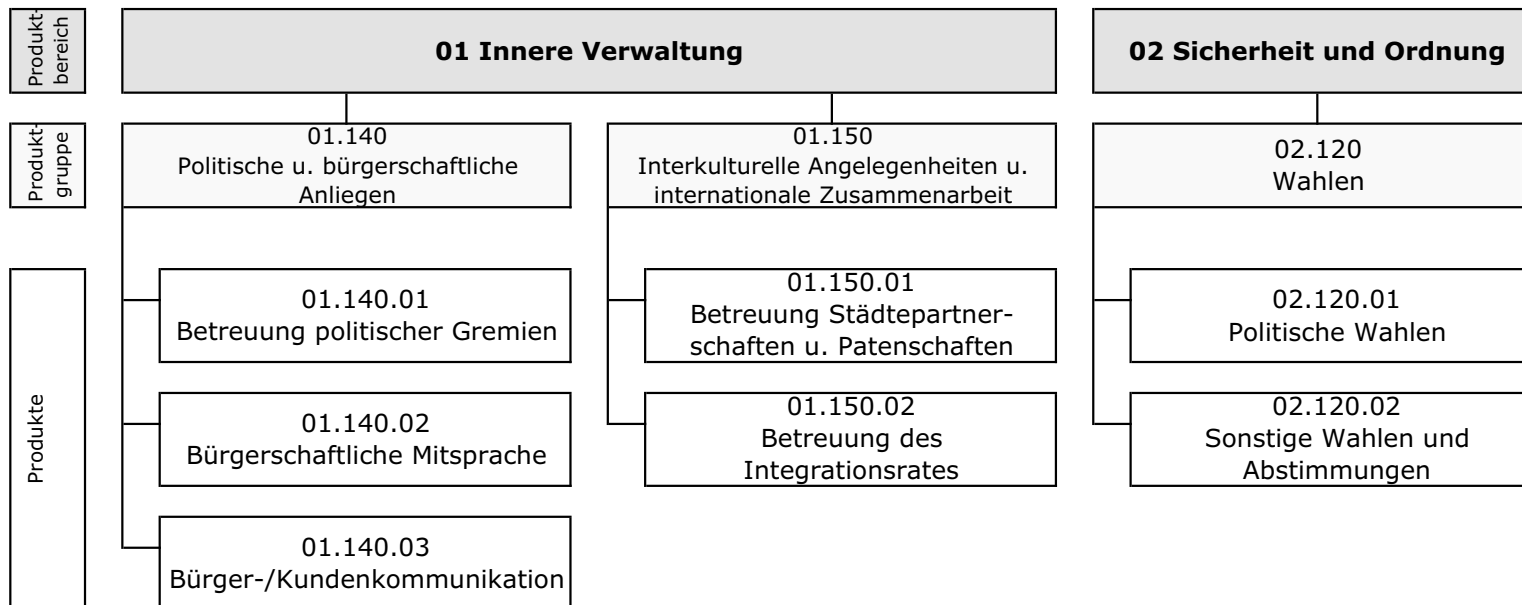 Produkt-
bereich
01 Innere Verwaltung
02 Sicherheit und Ordnung
Produkt-
gruppe
01.140
Politische u. bürgerschaftliche
Anliegen
01.150
Interkulturelle Angelegenheiten u.
internationale Zusammenarbeit
02.120
Wahlen
Produkte
01.140.01
Betreuung politischer Gremien
01.150.01
Betreuung Städtepartner-
schaften u. Patenschaften
02.120.01
Politische Wahlen
01.140.02
Bürgerschaftliche Mitsprache
01.150.02
Betreuung des
Integrationsrates
02.120.02
Sonstige Wahlen und
Abstimmungen
01.140.03
Bürger-/Kundenkommunikation